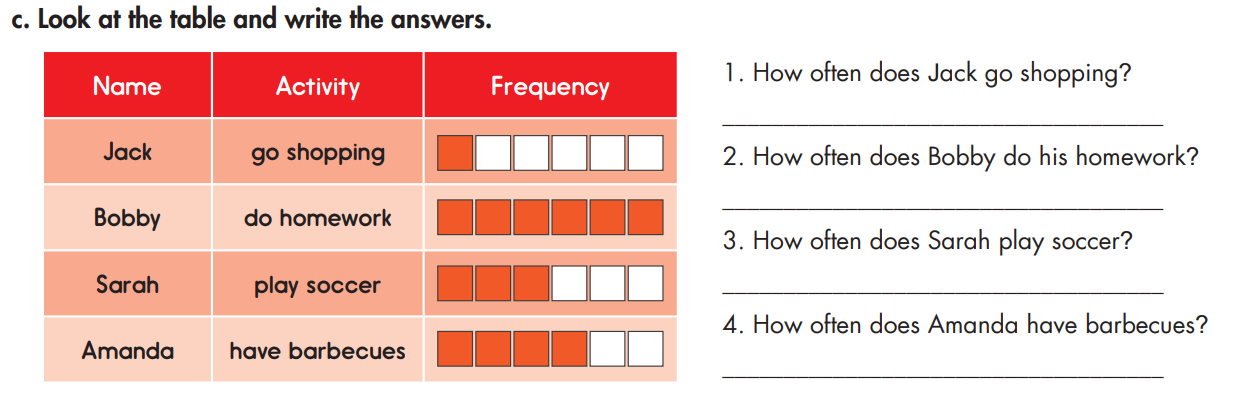 c. Look at the table and write the answers.
Name Activity Frequency
Jack go shopping
Bobby do homework
Sarah play soccer
Amanda have barbecues
1. How often does Jack go shopping?
2. How often does Bobby do his homework?
3. How often does Sarah play soccer?
4. How often does Amanda have barbecues?